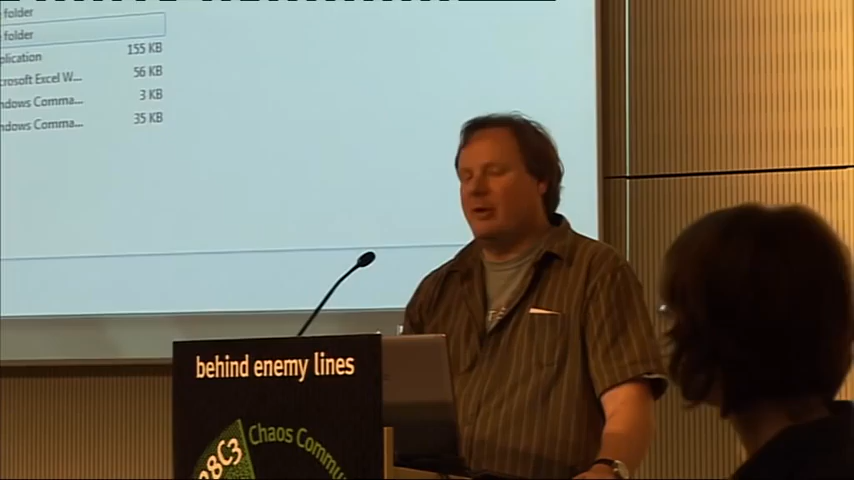 folder
folder
plication 155 KB
crosoft Excel W... 56 KB
ndows Comma... 3 KB
ndows Comma... 35 KB
behind enemy lines
28C3
Chaos Commu